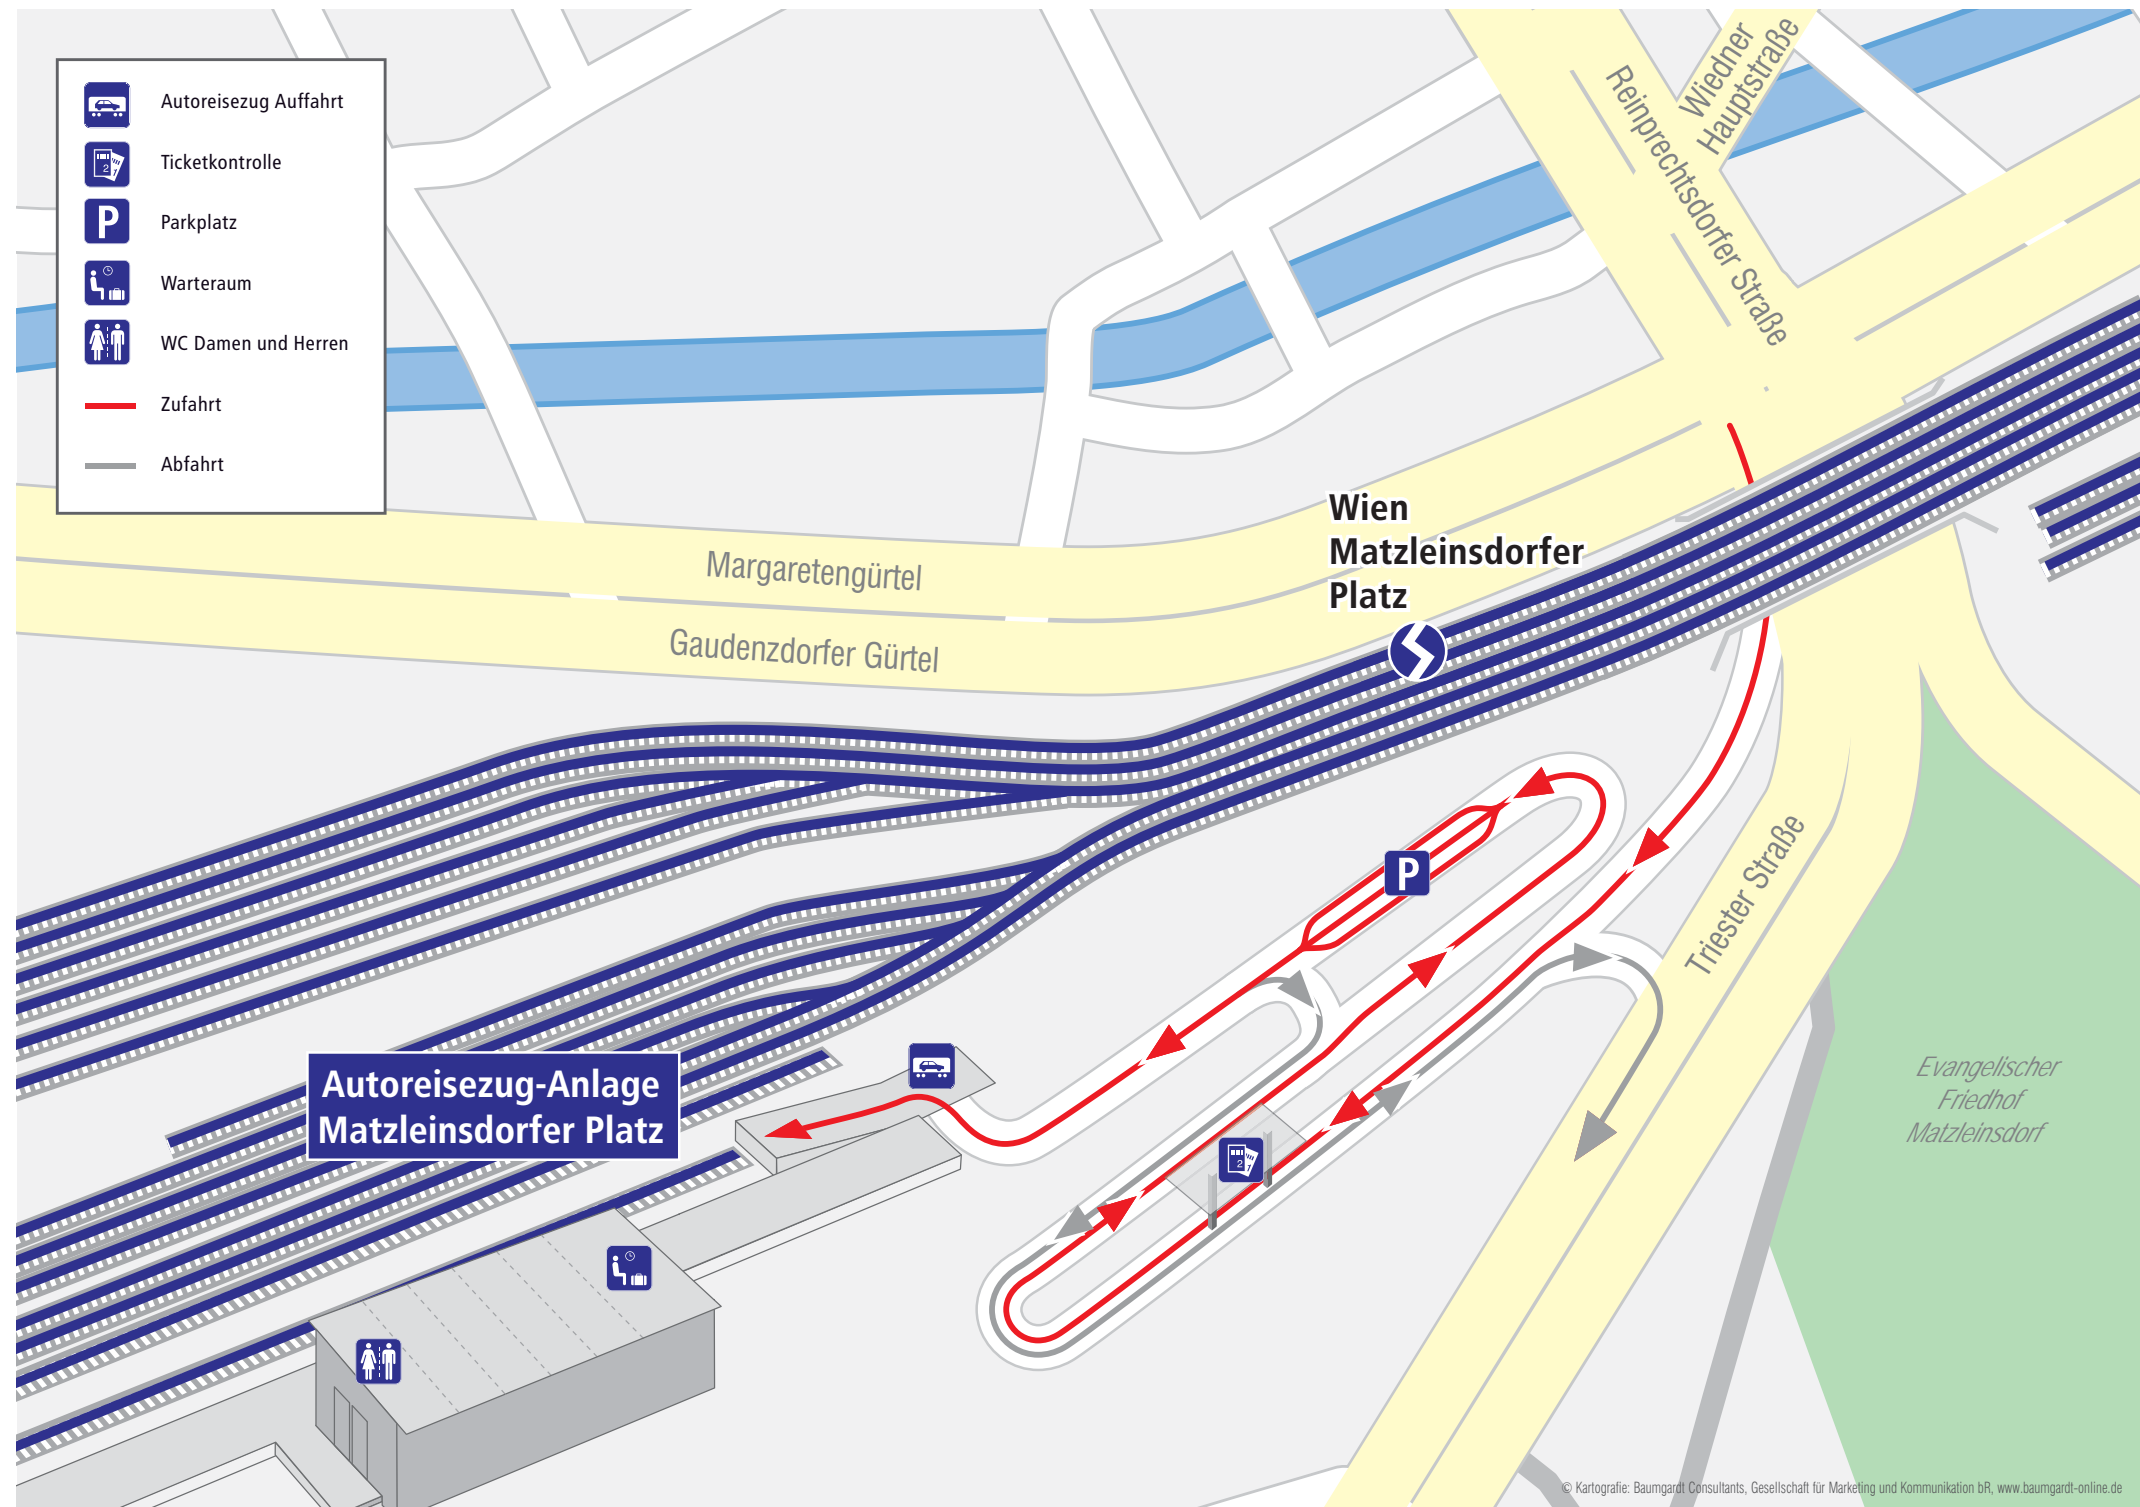 Autoreisezug Auffahrt
Ticketkontrolle
P
Parkplatz
Warteraum
WC Damen und Herren
Zufahrt
Abfahrt
Wiedner
Hauptstraße
Reinprechtsdorfer Straße
Margaretengürtel
Gaudenzdorfer Gürtel
Wien
Matzleinsdorfer
Platz
P
Triester Straße
Autoreisezug-Anlage
Matzleinsdorfer Platz
Evangelischer
Friedhof
Matzleinsdorf
© Kartografie: Baumgardt Consultants, Gesellschaft für Marketing und Kommunikation bR, www.baumgardt-online.de